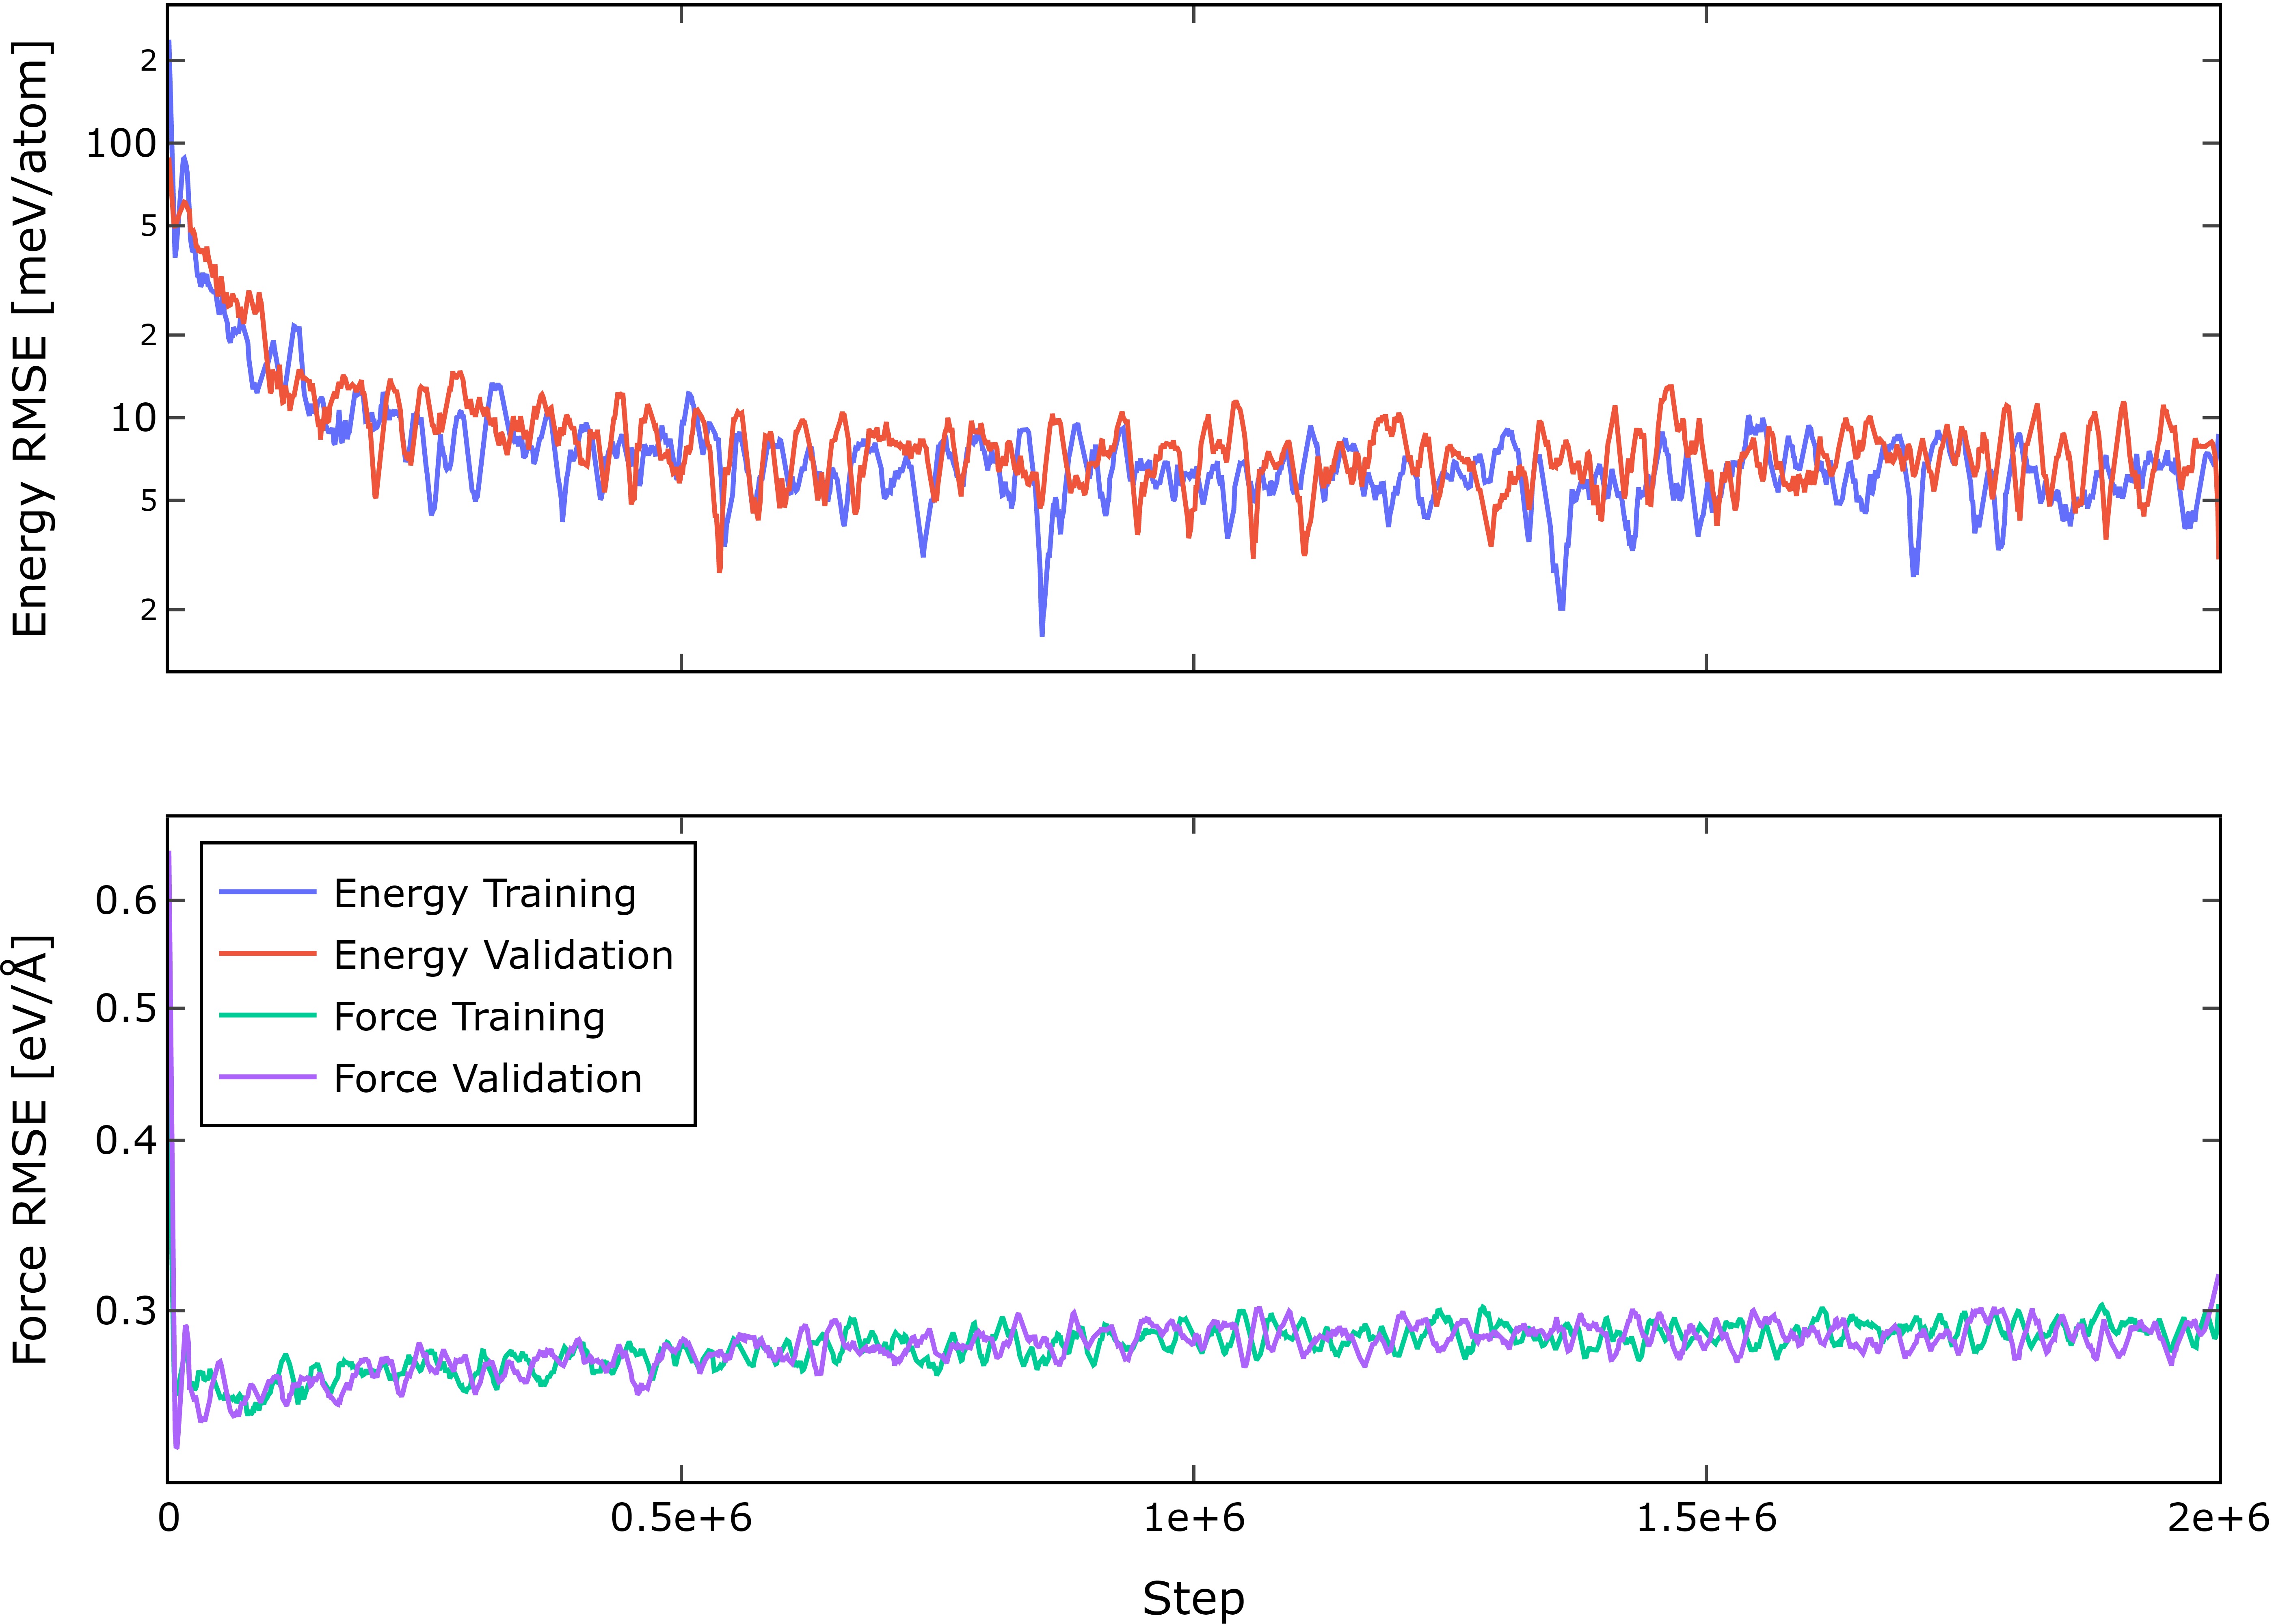 Energy RMSE [meV/atom]
2
100
5
2
10
5
2
Force RMSE [eV/Å]
0.6
0.5
0.4
0.3
Energy Training
Energy Validation
Force Training
Force Validation
0 0.5e+6 1e+6 1.5e+6 2e+6
Step